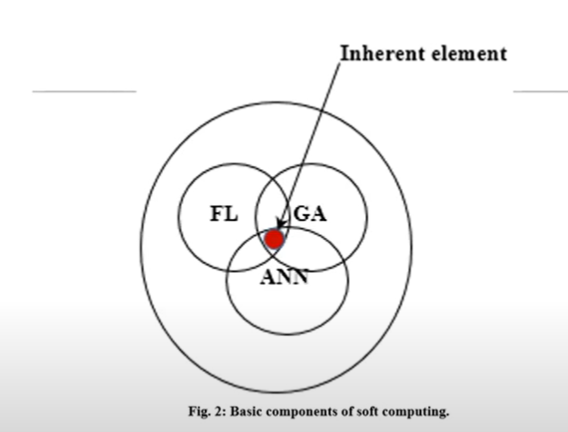 Inherent element
FL
GA
ANN
Fig. 2: Basic components of soft computing.